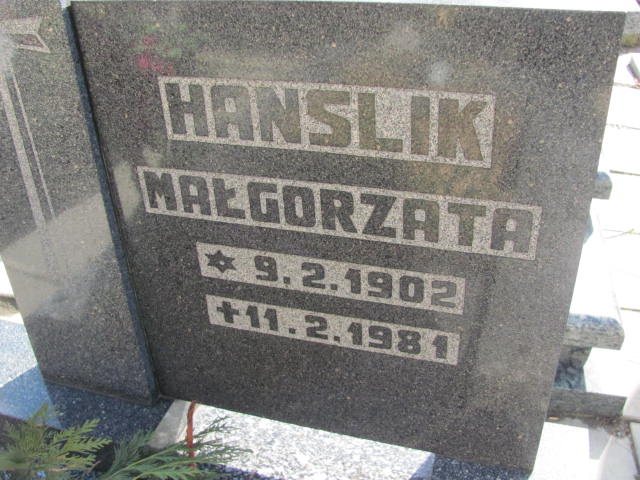 HANSLIK
MAŁGORZATA
✶ 9.2.1902
✝11.2.1981